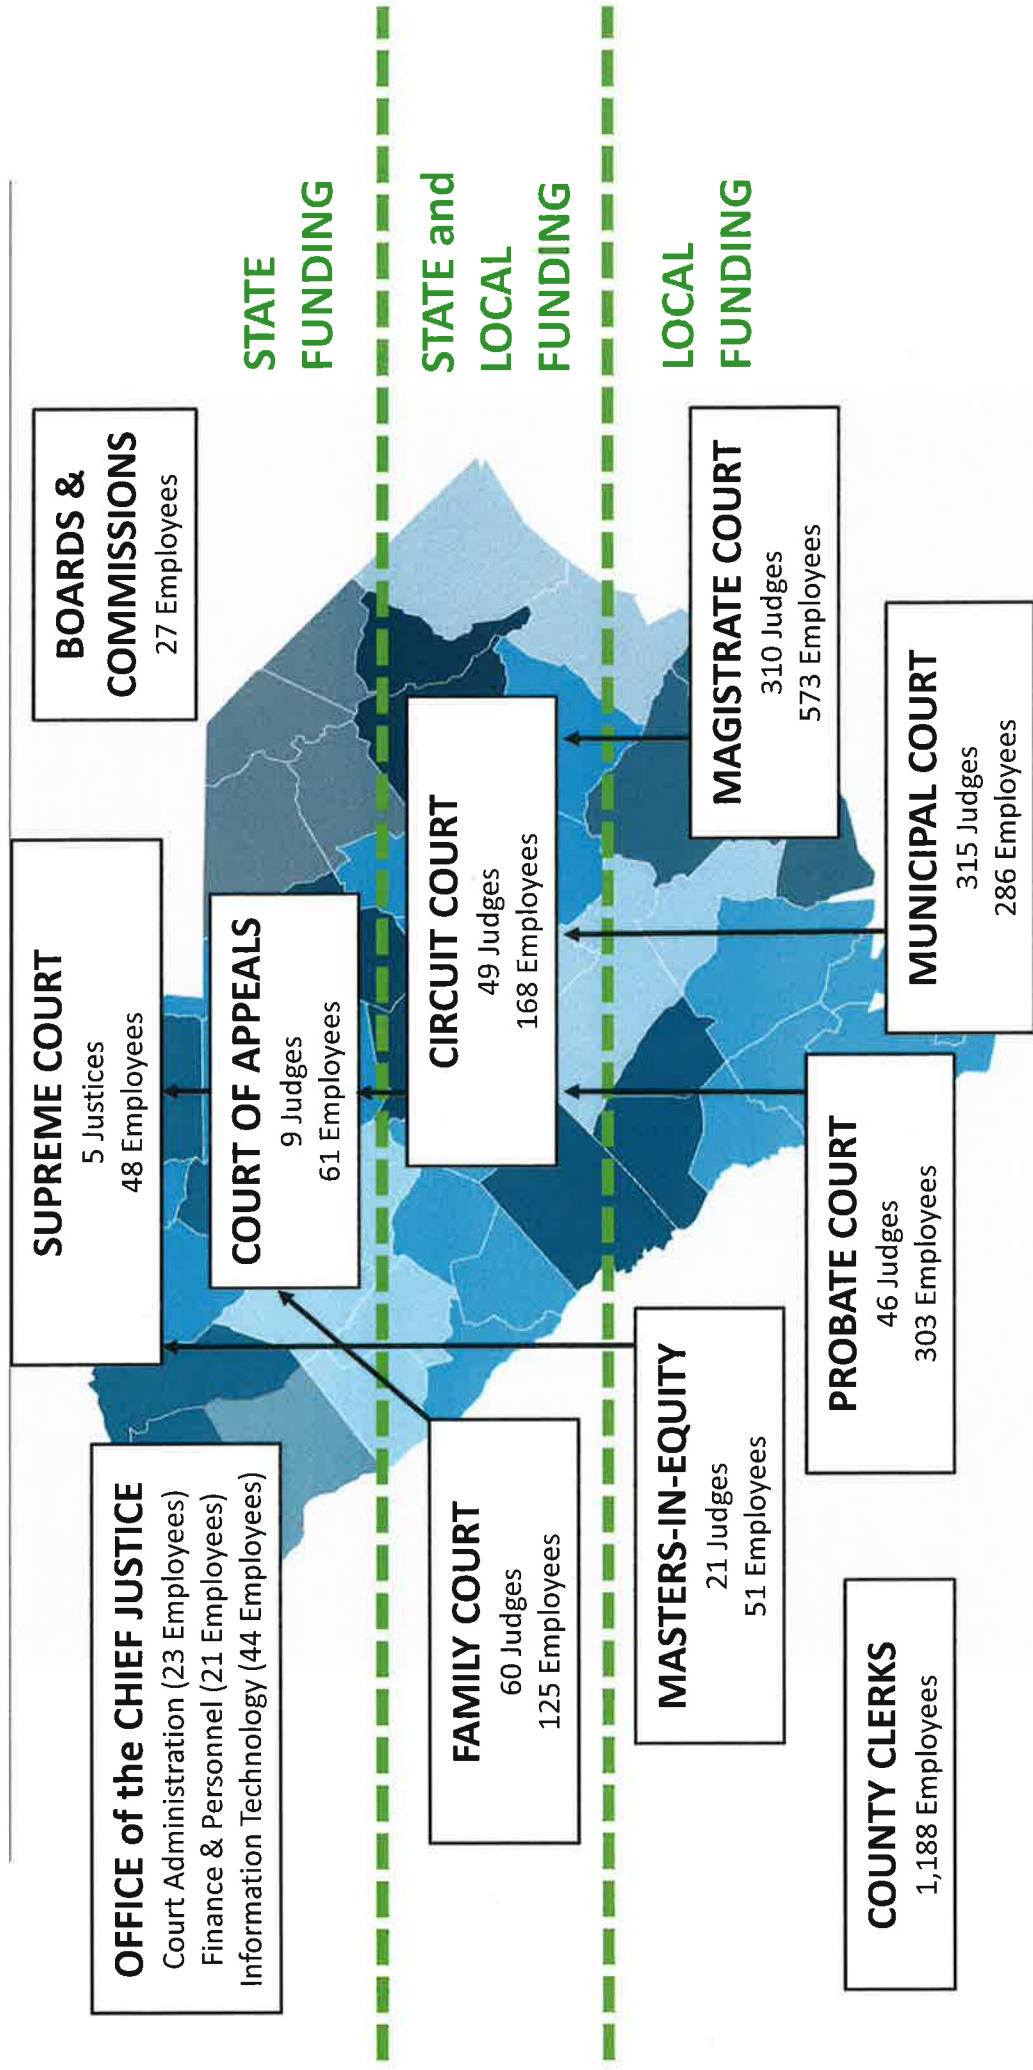 SUPREME COURT
5 Justices
48 Employees
OFFICE of the CHIEF JUSTICE
Court Administration (23 Employees)
Finance & Personnel (21 Employees)
Information Technology (44 Employees)
BOARDS &
COMMISSIONS
27 Employees
COURT OF APPEALS
9 Judges
61 Employees
STATE
FUNDING
FAMILY COURT
60 Judges
125 Employees
CIRCUIT COURT
49 Judges
168 Employees
STATE and
LOCAL
FUNDING
MASTERS-IN-EQUITY
21 Judges
51 Employees
MAGISTRATE COURT
310 Judges
573 Employees
LOCAL
FUNDING
PROBATE COURT
46 Judges
303 Employees
MUNICIPAL COURT
315 Judges
286 Employees
COUNTY CLERKS
1,188 Employees